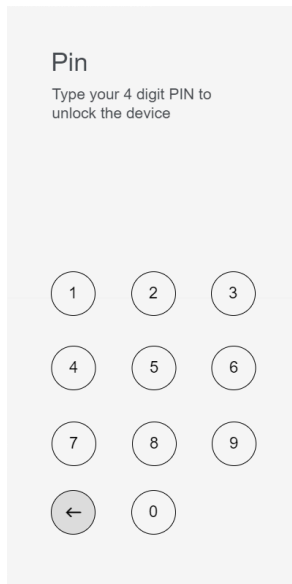 Pin
Type your 4 digit PIN to
unlock the device
1 2 3
4 5 6
7 8 9
← 0